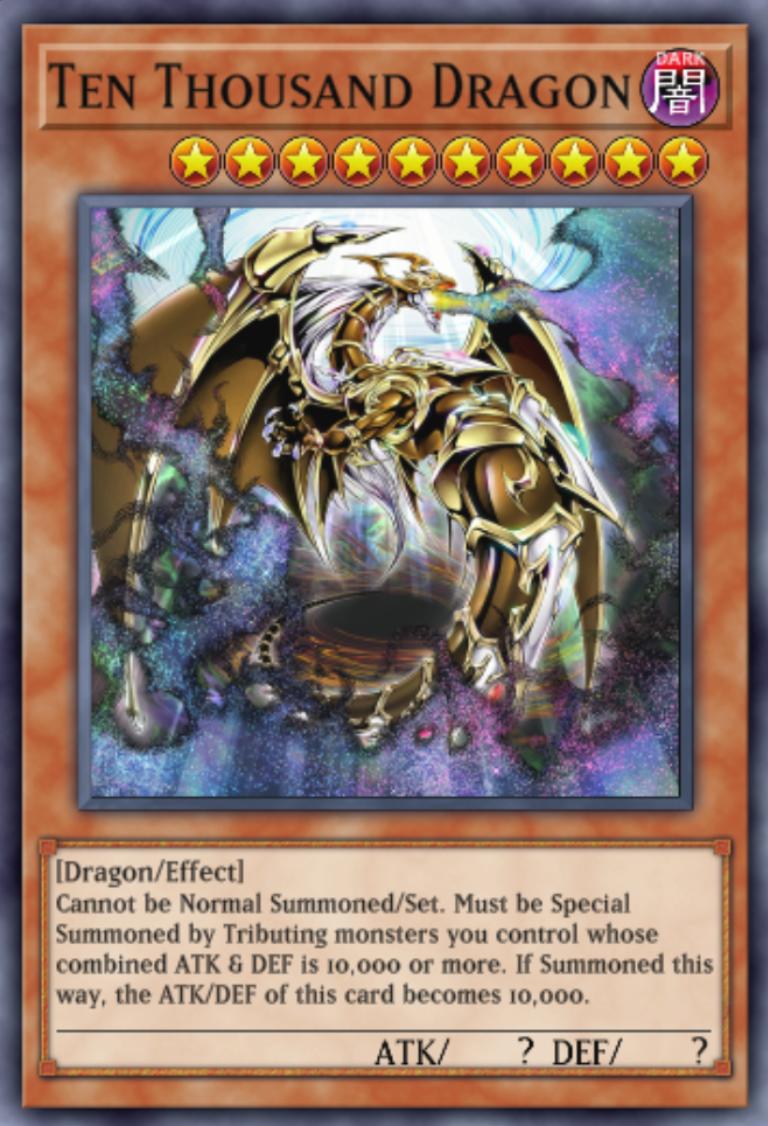 Ten Thousand Dragon
DARK
闇
[Dragon/Effect]
Cannot be Normal Summoned/Set. Must be Special
Summoned by Tributing monsters you control whose
combined ATK & DEF is 10,000 or more. If Summoned this
way, the ATK/DEF of this card becomes 10,000.
ATK/ ? DEF/ ?